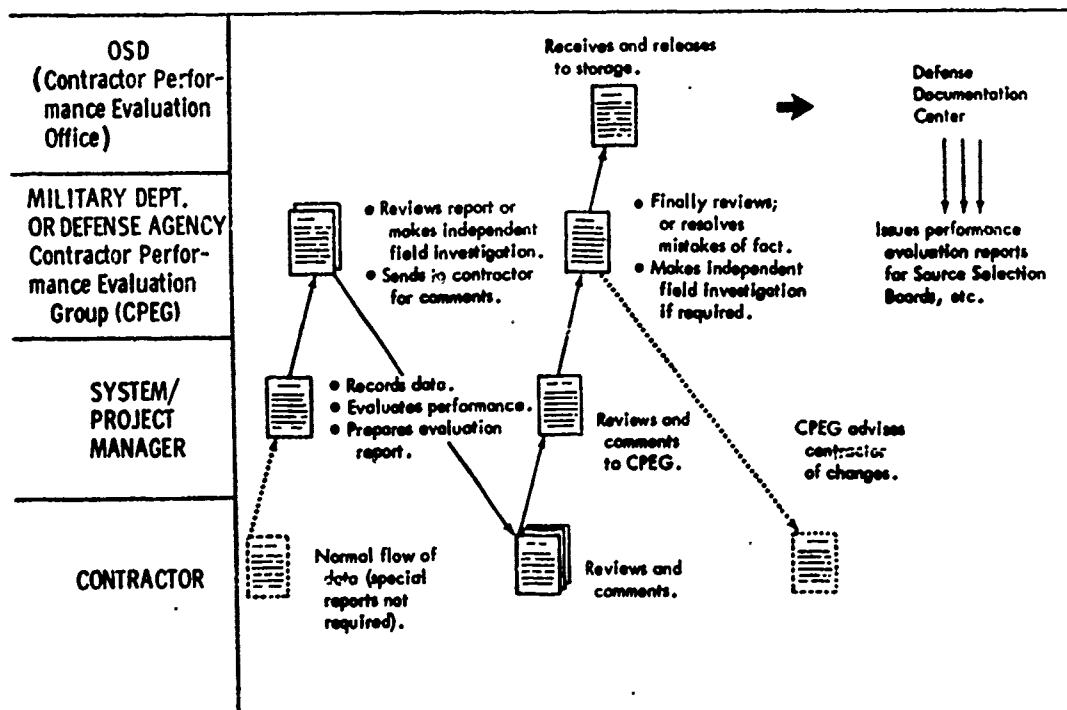 OSD
(Contractor Perfor-
mance Evaluation
Office)
Receives and releases
to storage.
Defense
Documentation
Center
MILITARY DEPT.
OR DEFENSE AGENCY
Contractor Perfor-
mance Evaluation
Group (CPEG)
• Reviews report or
makes independent
field investigation.
• Sends to contractor
for comments.
• Finally reviews;
or resolves
mistakes of fact.
• Makes independent
field investigation
if required.
Issues performance
evaluation reports
for Source Selection
Boards, etc.
SYSTEM/
PROJECT
MANAGER
• Records data.
• Evaluates performance.
• Prepares evaluation
report.
Reviews and
comments
to CPEG.
CPEG advises
contractor
of changes.
CONTRACTOR
Normal flow of
data (special
reports not
required).
Reviews and
comments.